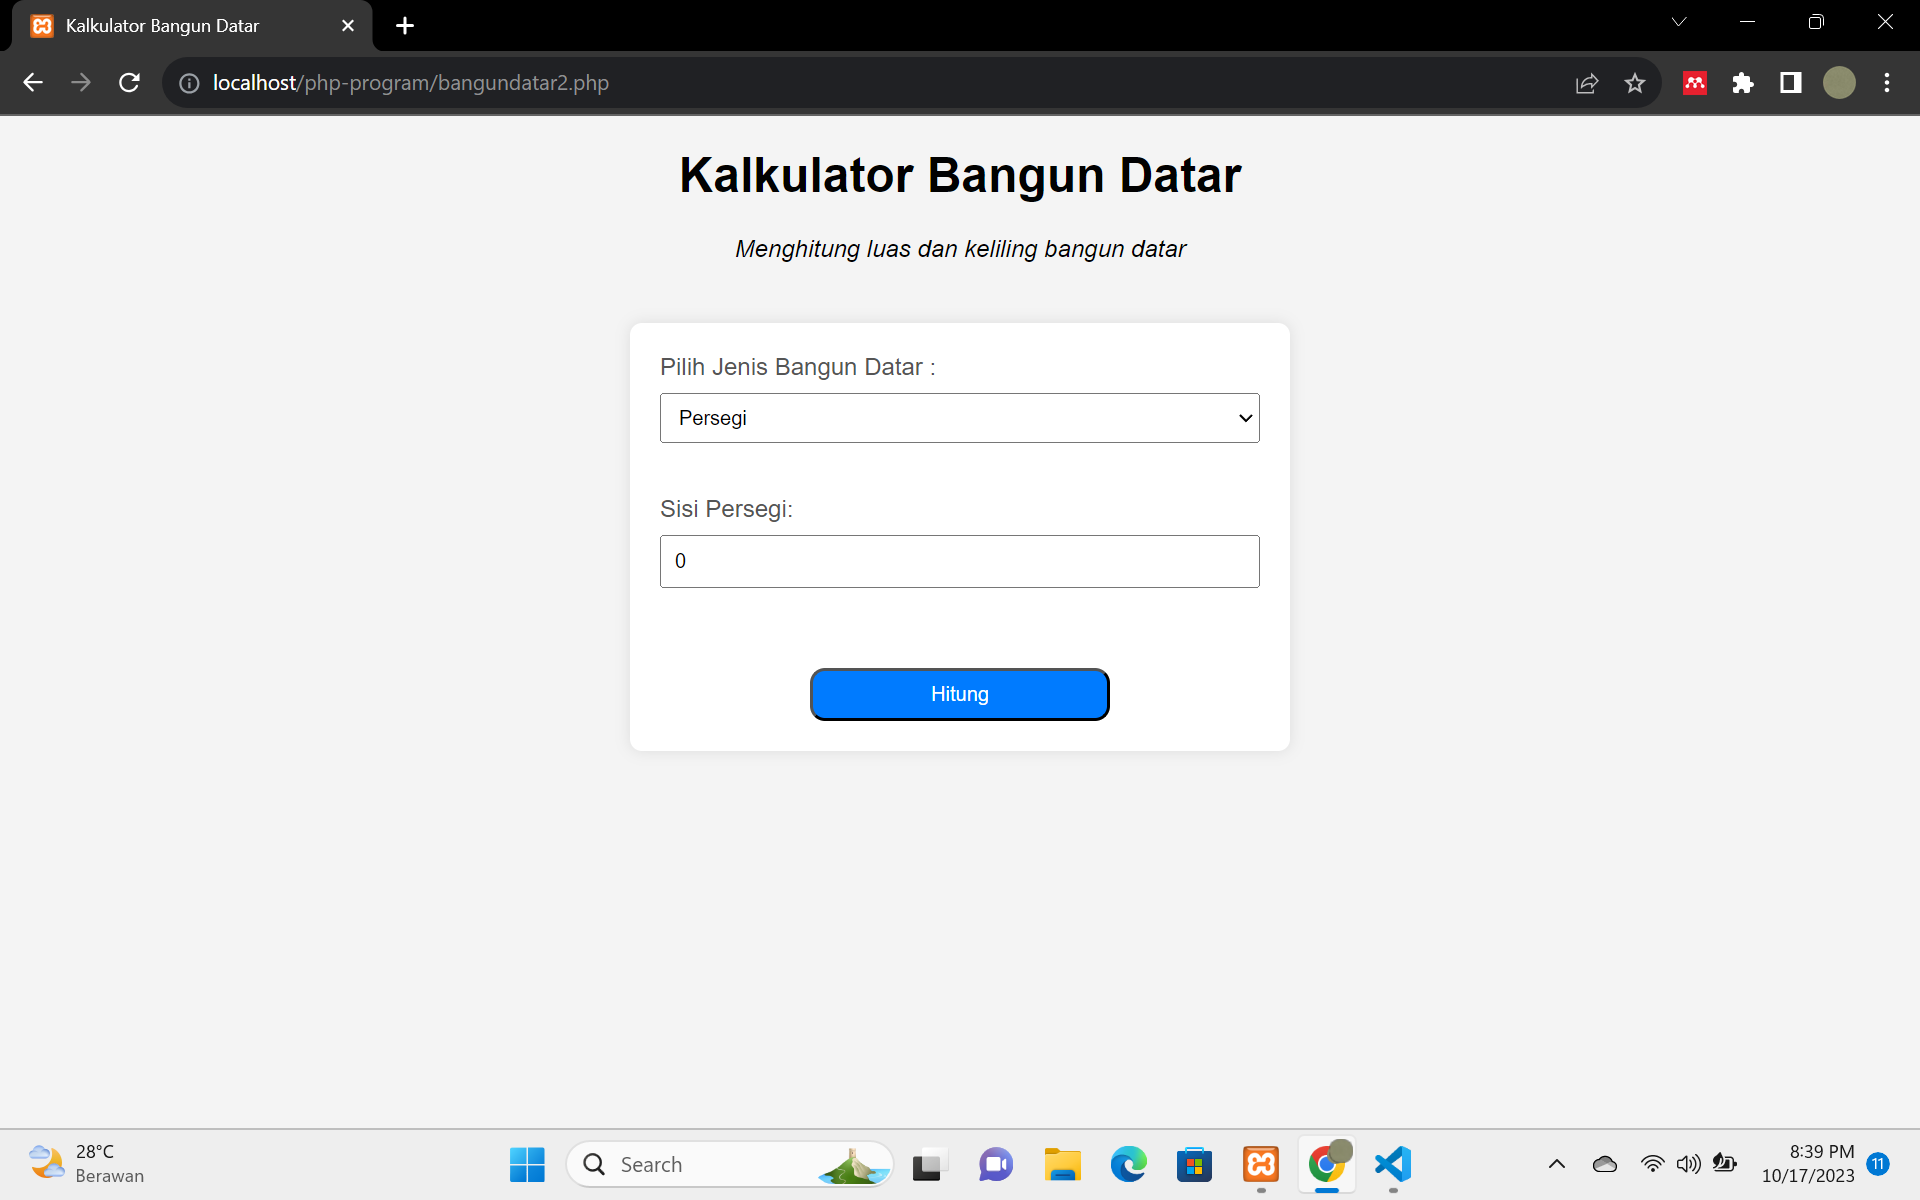 Kalkulator Bangun Datar
localhost/php-program/bangundatar2.php
Kalkulator Bangun Datar
Menghitung luas dan keliling bangun datar
Pilih Jenis Bangun Datar :
Persegi
Sisi Persegi:
0
Hitung
28°C
Berawan
Search
8:39 PM
10/17/2023
11